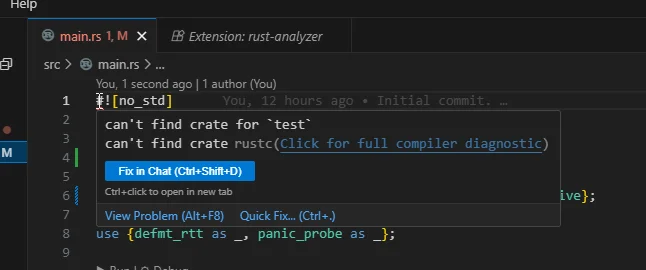 Help
main.rs 1, M
Extension: rust-analyzer
src > main.rs > ...
You, 1 second ago | 1 author (You)
1 #![no_std] You, 12 hours ago • Initial commit. …
2
can't find crate for `test`
3
can't find crate rustc(Click for full compiler diagnostic)
M
4
Fix in Chat (Ctrl+Shift+D)
5
Ctrl+click to open in new tab
6 ive};
7
View Problem (Alt+F8) Quick Fix... (Ctrl+.)
8 use {defmt_rtt as _, panic_probe as _};
9